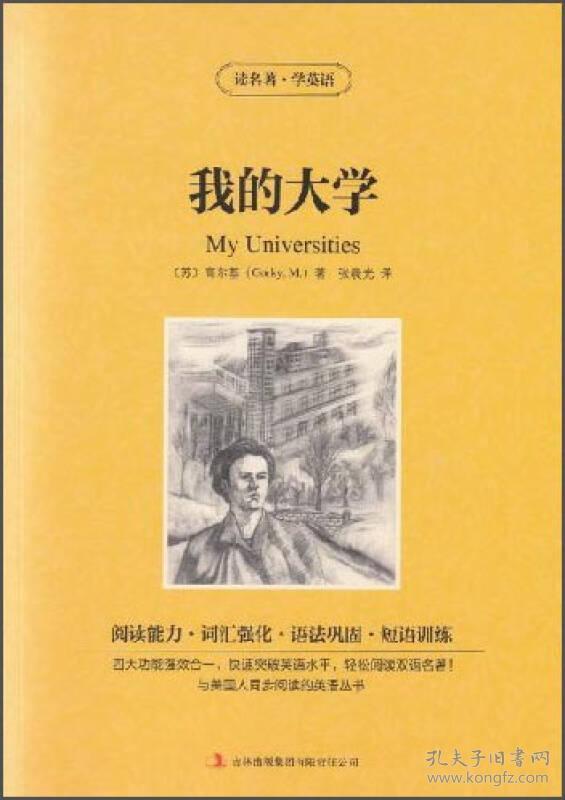 读名著·学英语
我的大学
My Universities
〔苏〕高尔基（Gorky, M.）著 张晨光 译
阅读能力·词汇强化·语法巩固·短语训练
四大功能强效合一，快速突破英语水平，轻松阅读双语名著！
与美国人同步阅读的英语丛书
吉林出版集团有限责任公司
孔夫子旧书网
www.kongfz.com